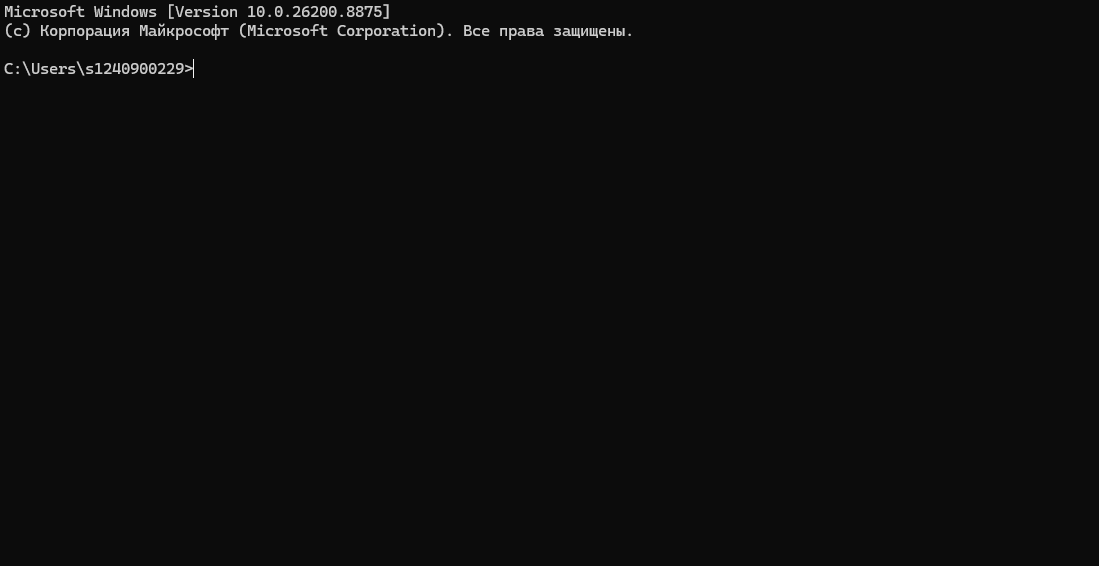 Microsoft Windows [Version 10.0.26200.8875]
(c) Корпорация Майкрософт (Microsoft Corporation). Все права защищены.
C:\Users\s1240900229>